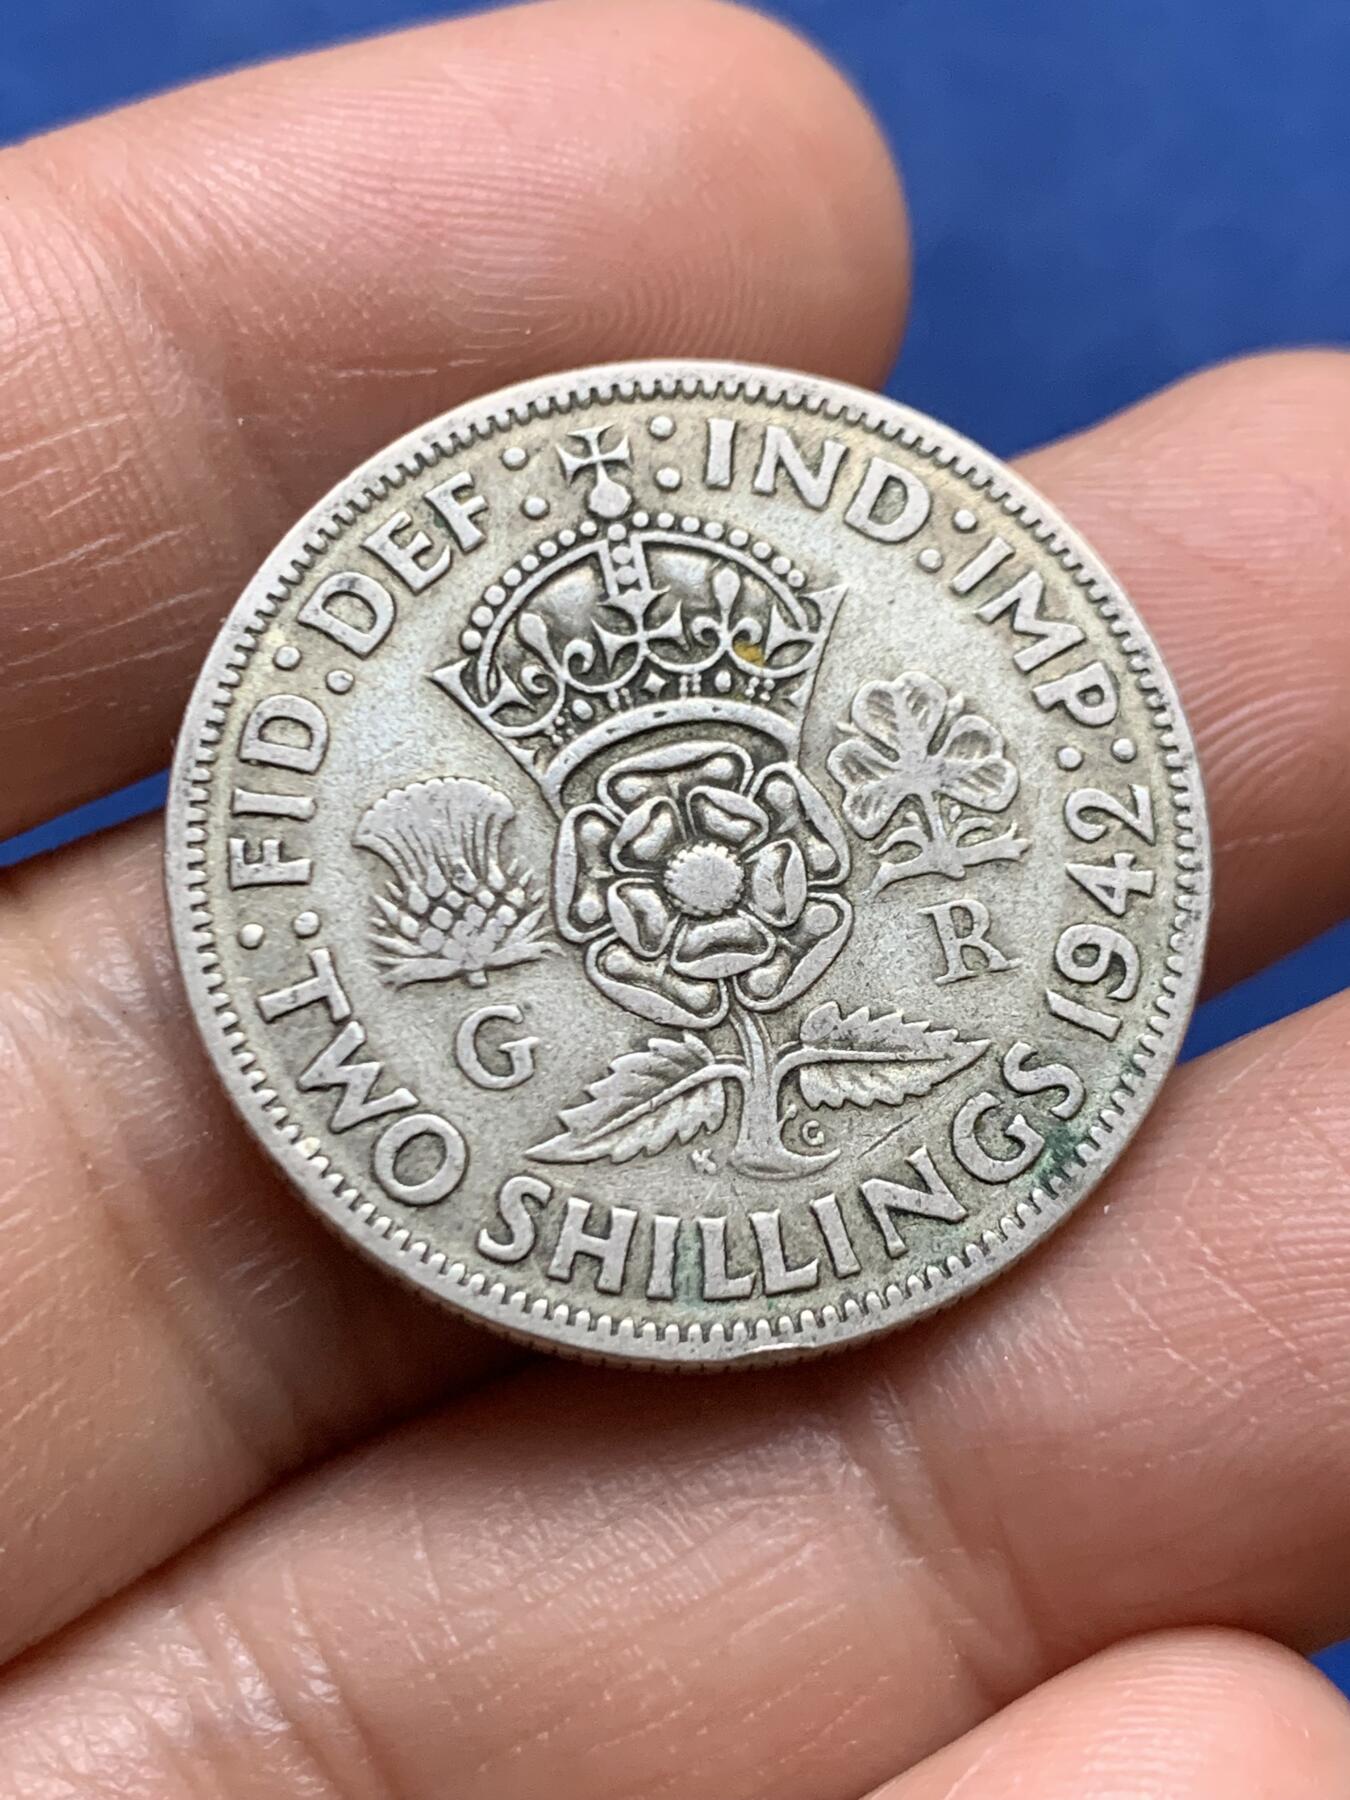 FID:DEF:IND:IMP:1942
·T.TWO SHILLINGS
G R
K G